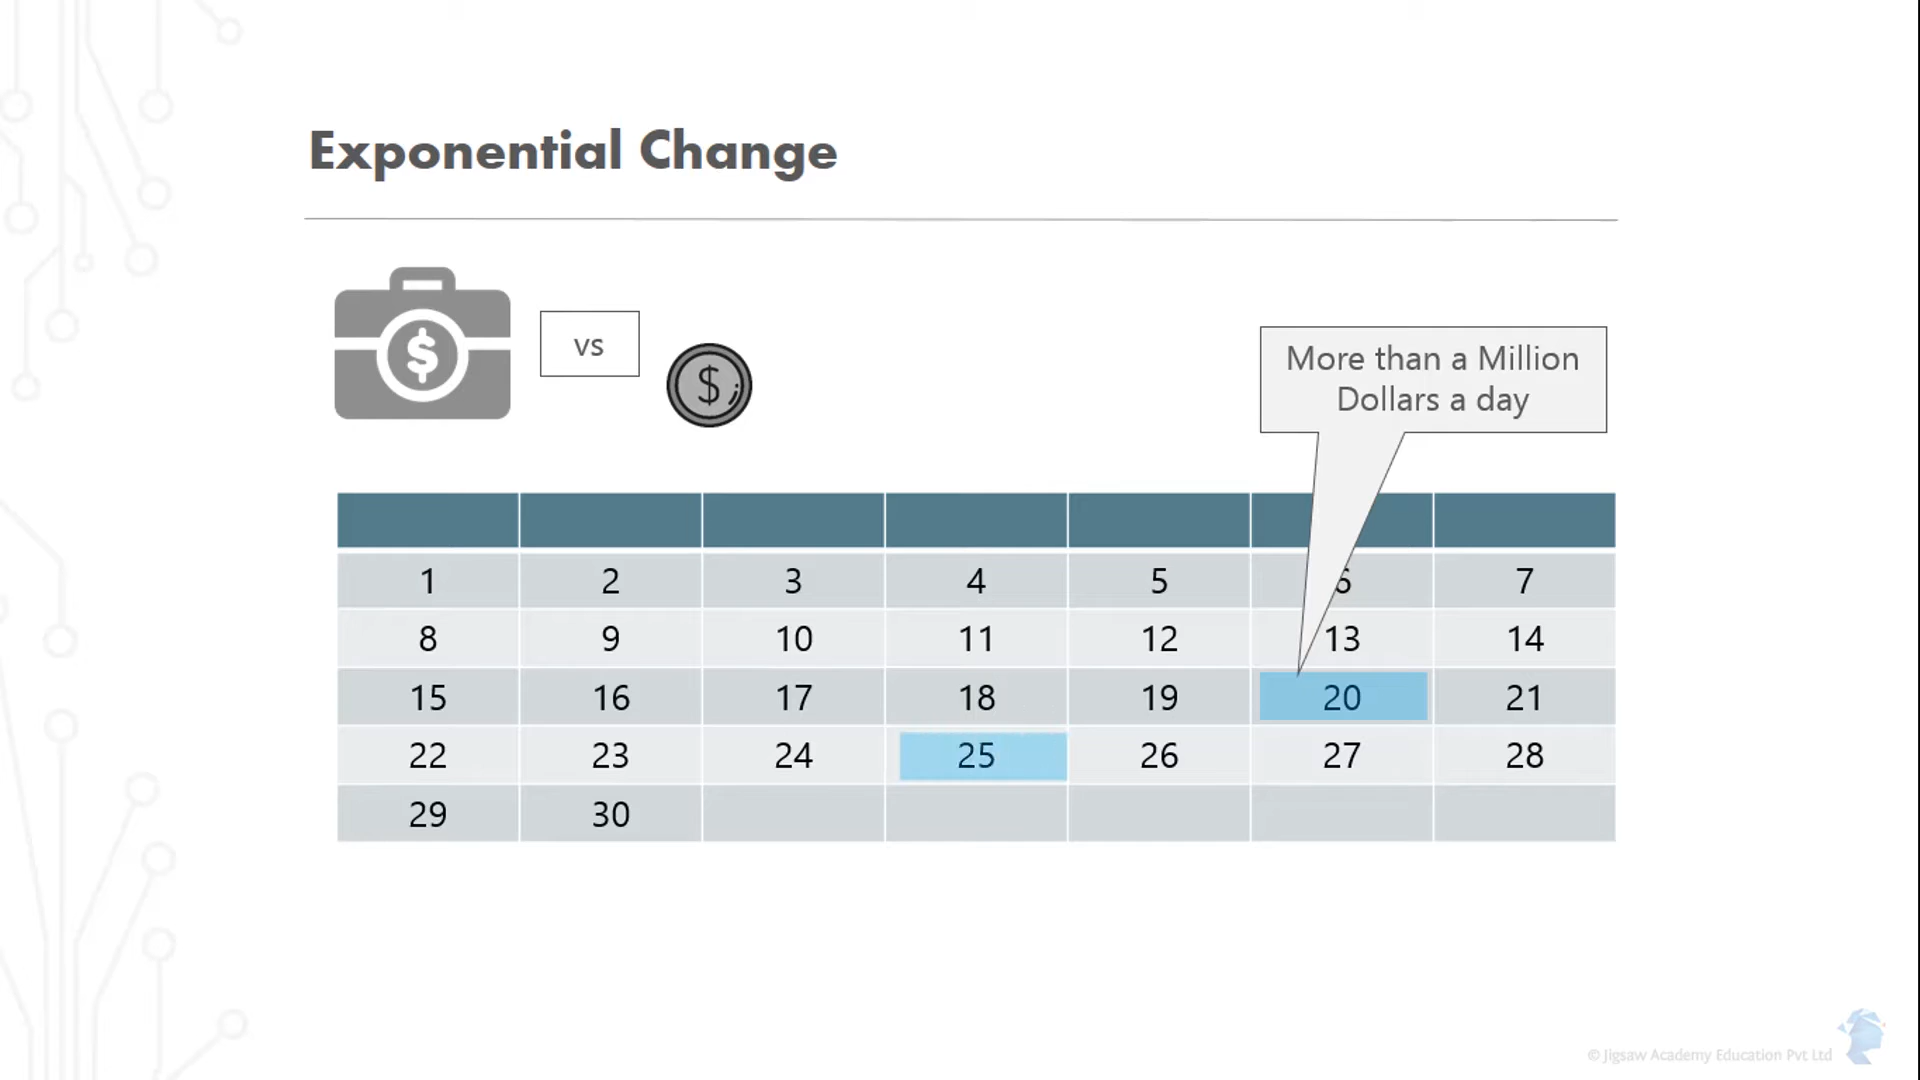 Exponential Change
$
vs
$
More than a Million
Dollars a day
1 2 3 4 5 6 7
8 9 10 11 12 13 14
15 16 17 18 19 20 21
22 23 24 25 26 27 28
29 30
© Jigsaw Academy Education Pvt Ltd